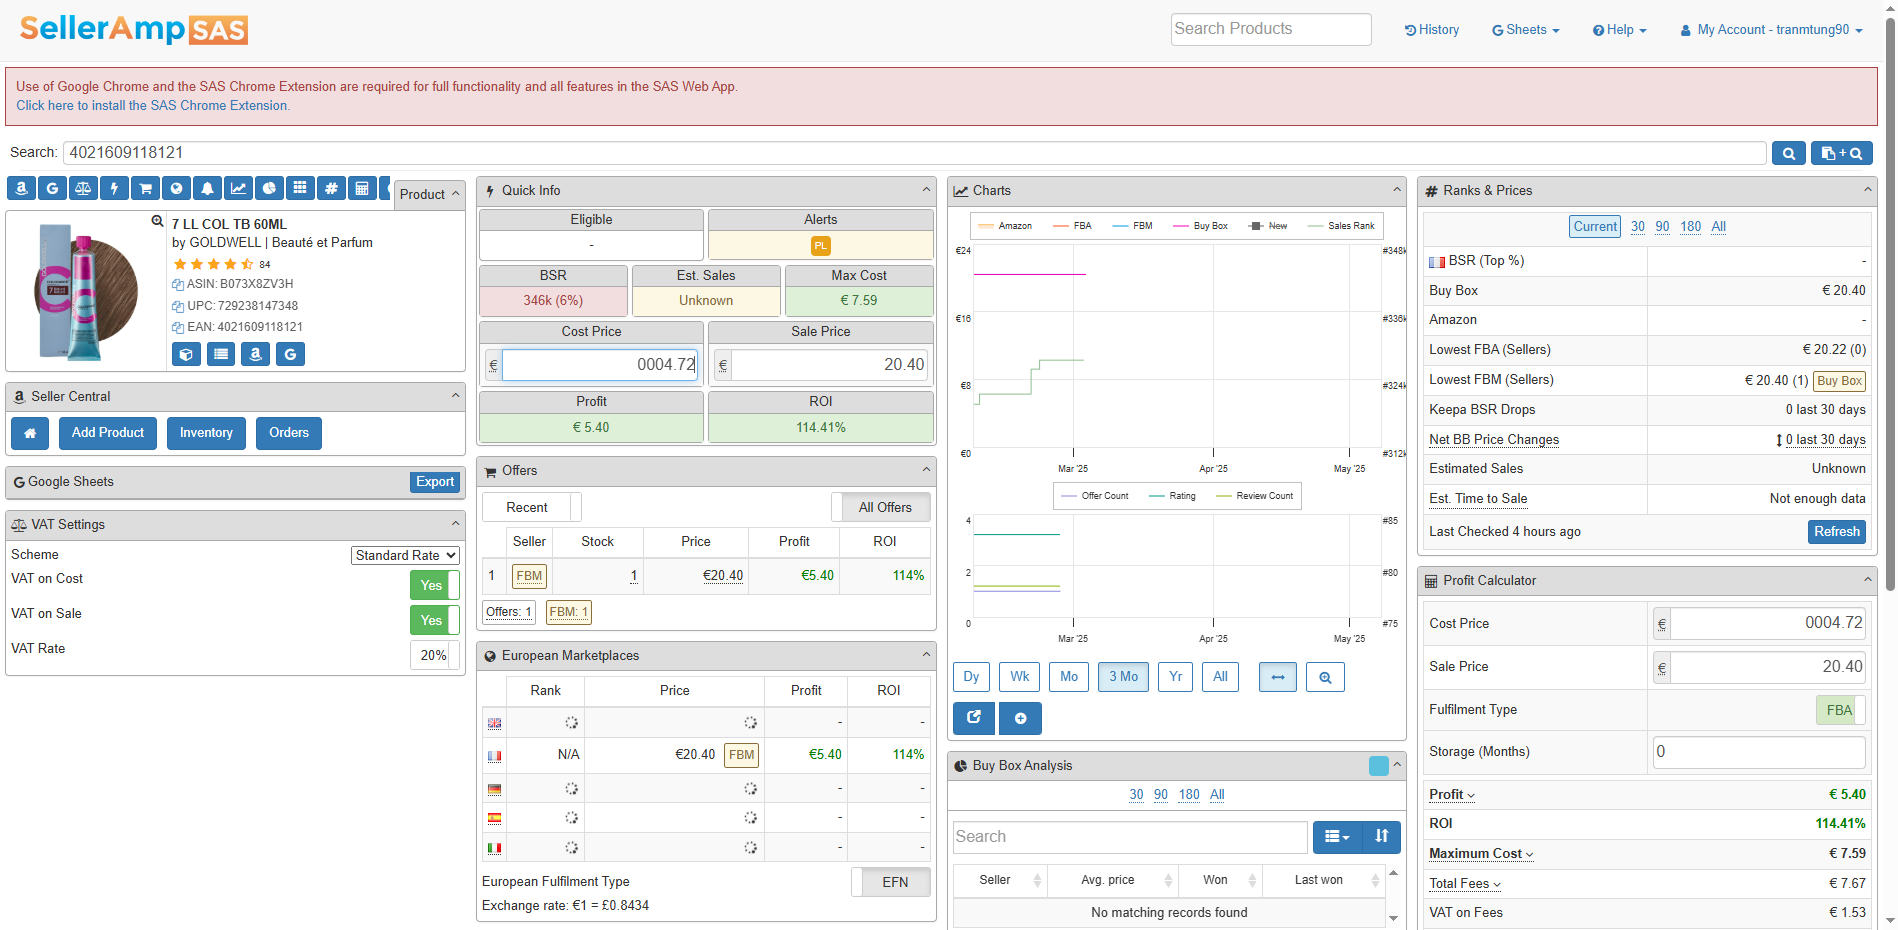 SellerAmp SAS
Search Products
History
Sheets
Help
My Account - tranmtung90
Use of Google Chrome and the SAS Chrome Extension are required for full functionality and all features in the SAS Web App.
Click here to install the SAS Chrome Extension.
Search: 4021609118121
+
Product
7 LL COL TB 60ML
by GOLDWELL | Beauté et Parfum
84
ASIN: B073X8ZV3H
UPC: 729238147348
EAN: 4021609118121
Seller Central
Add Product Inventory Orders
Google Sheets Export
VAT Settings
Scheme Standard Rate
VAT on Cost Yes
VAT on Sale Yes
VAT Rate 20%
Quick Info
Eligible Alerts
- PL
BSR Est. Sales Max Cost
346k (6%) Unknown € 7.59
Cost Price Sale Price
€ 0004.72 € 20.40
Profit ROI
€ 5.40 114.41%
Offers
Recent All Offers
Seller Stock Price Profit ROI
1 FBM 1 €20.40 €5.40 114%
Offers: 1 FBM: 1
European Marketplaces
Rank Price Profit ROI
- -
N/A €20.40 FBM €5.40 114%
- -
- -
- -
European Fulfilment Type EFN
Exchange rate: €1 = £0.8434
Charts
Amazon FBA FBM Buy Box New Sales Rank
€24 #348k
€16 #336k
€8 #324k
€0 #312k
Mar '25 Apr '25 May '25
Offer Count Rating Review Count
4 #85
2 #80
0 #75
Mar '25 Apr '25 May '25
Dy Wk Mo 3 Mo Yr All
Buy Box Analysis
30 90 180 All
Search
Seller Avg. price Won Last won
No matching records found
Ranks & Prices
Current 30 90 180 All
BSR (Top %) -
Buy Box € 20.40
Amazon -
Lowest FBA (Sellers) € 20.22 (0)
Lowest FBM (Sellers) € 20.40 (1) Buy Box
Keepa BSR Drops 0 last 30 days
Net BB Price Changes 0 last 30 days
Estimated Sales Unknown
Est. Time to Sale Not enough data
Last Checked 4 hours ago Refresh
Profit Calculator
Cost Price € 0004.72
Sale Price € 20.40
Fulfilment Type FBA
Storage (Months) 0
Profit € 5.40
ROI 114.41%
Maximum Cost € 7.59
Total Fees € 7.67
VAT on Fees € 1.53